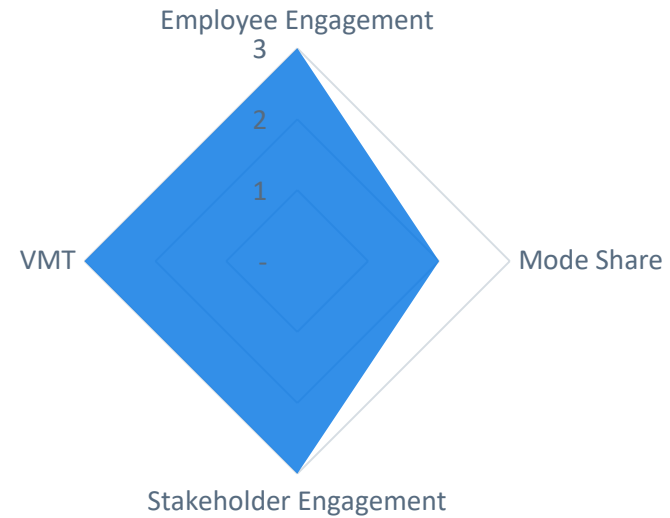 Employee Engagement
3
2
1
-
VMT
Mode Share
Stakeholder Engagement